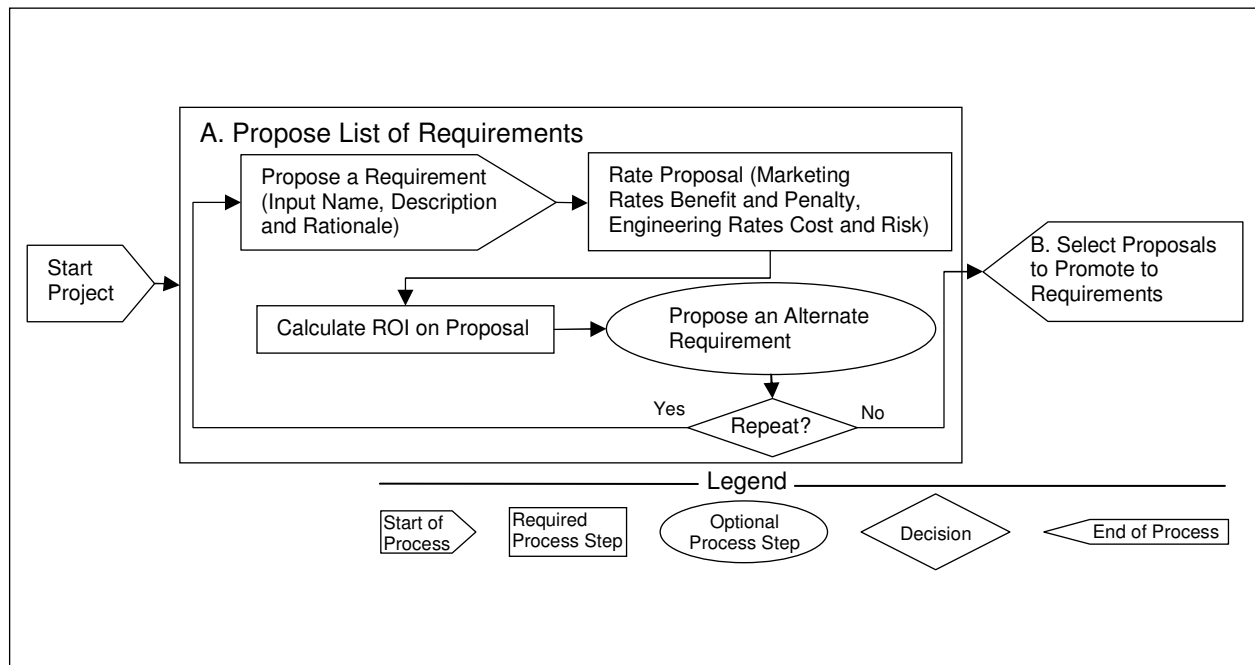 A. Propose List of Requirements
Propose a Requirement
(Input Name, Description
and Rationale)
Rate Proposal (Marketing
Rates Benefit and Penalty,
Engineering Rates Cost and Risk)
Start
Project
B. Select Proposals
to Promote to
Requirements
Calculate ROI on Proposal
Propose an Alternate
Requirement
Yes
Repeat?
No
Legend
Start of
Process
Required
Process Step
Optional
Process Step
Decision
End of Process